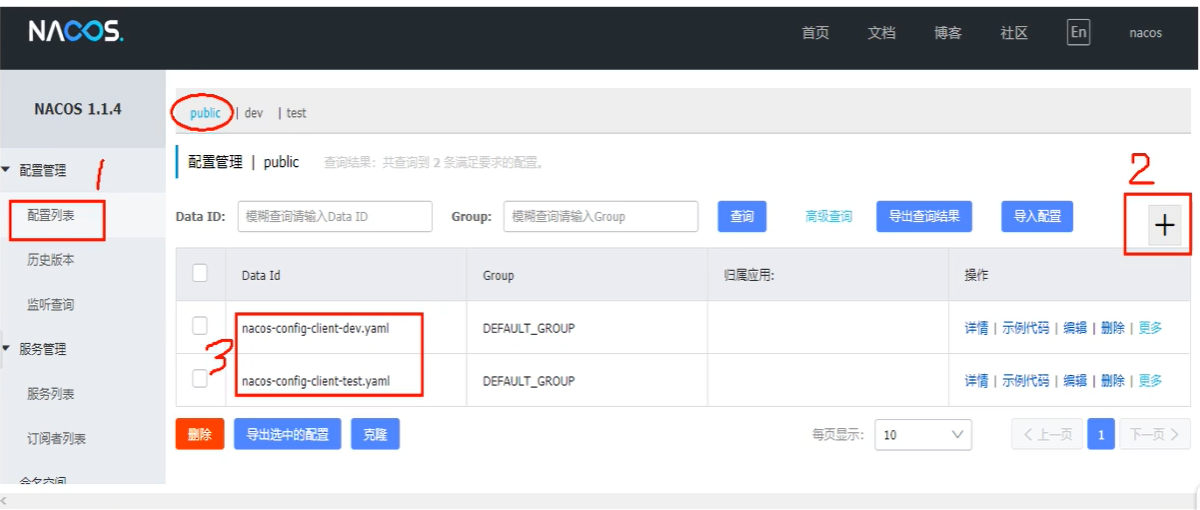 NACOS.
首页 文档 博客 社区 En nacos
NACOS 1.1.4
public | dev | test
配置管理 | public 查询结果：共查询到 2 条满足要求的配置。
配置管理 1
2
配置列表
Data ID: 模糊查询请输入Data ID Group: 模糊查询请输入Group 查询 高级查询 导出查询结果 导入配置 +
历史版本
Data Id Group 归属应用: 操作
监听查询
nacos-config-client-dev.yaml DEFAULT_GROUP 详情 | 示例代码 | 编辑 | 删除 | 更多
服务管理
3
nacos-config-client-test.yaml DEFAULT_GROUP 详情 | 示例代码 | 编辑 | 删除 | 更多
服务列表
删除 导出选中的配置 克隆 每页显示: 10 < 上一页 1 下一页 >
订阅者列表
命名空间